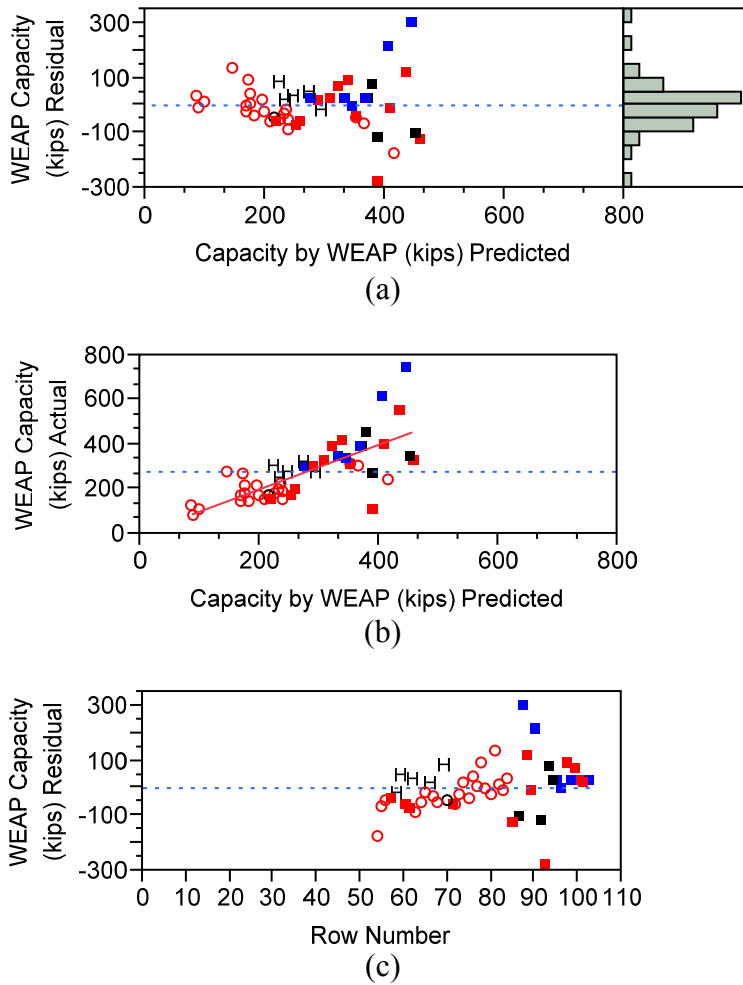 WEAP Capacity
(kips) Residual
300
100
-100
-300
0
200
400
600
800
Capacity by WEAP (kips) Predicted
(a)
WEAP Capacity
(kips) Actual
800
600
400
200
0
0
200
400
600
800
Capacity by WEAP (kips) Predicted
(b)
WEAP Capacity
(kips) Residual
300
100
-100
-300
0 10 20 30 40 50 60 70 80 90 100 110
Row Number
(c)